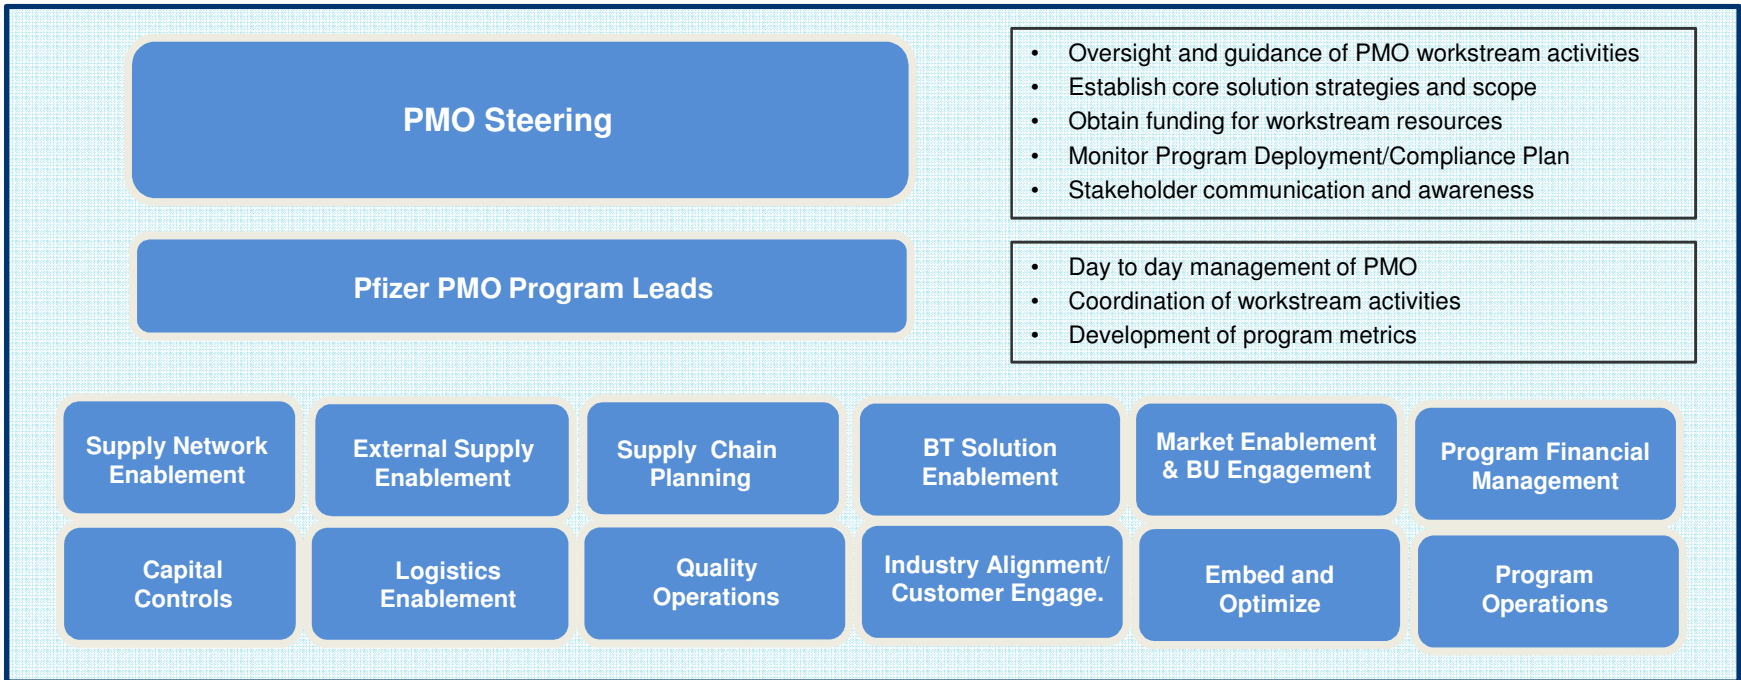 PMO Steering
• Oversight and guidance of PMO workstream activities
• Establish core solution strategies and scope
• Obtain funding for workstream resources
• Monitor Program Deployment/Compliance Plan
• Stakeholder communication and awareness
Pfizer PMO Program Leads
• Day to day management of PMO
• Coordination of workstream activities
• Development of program metrics
Supply Network
Enablement
External Supply
Enablement
Supply Chain
Planning
BT Solution
Enablement
Market Enablement
& BU Engagement
Program Financial
Management
Capital
Controls
Logistics
Enablement
Quality
Operations
Industry Alignment/
Customer Engage.
Embed and
Optimize
Program
Operations